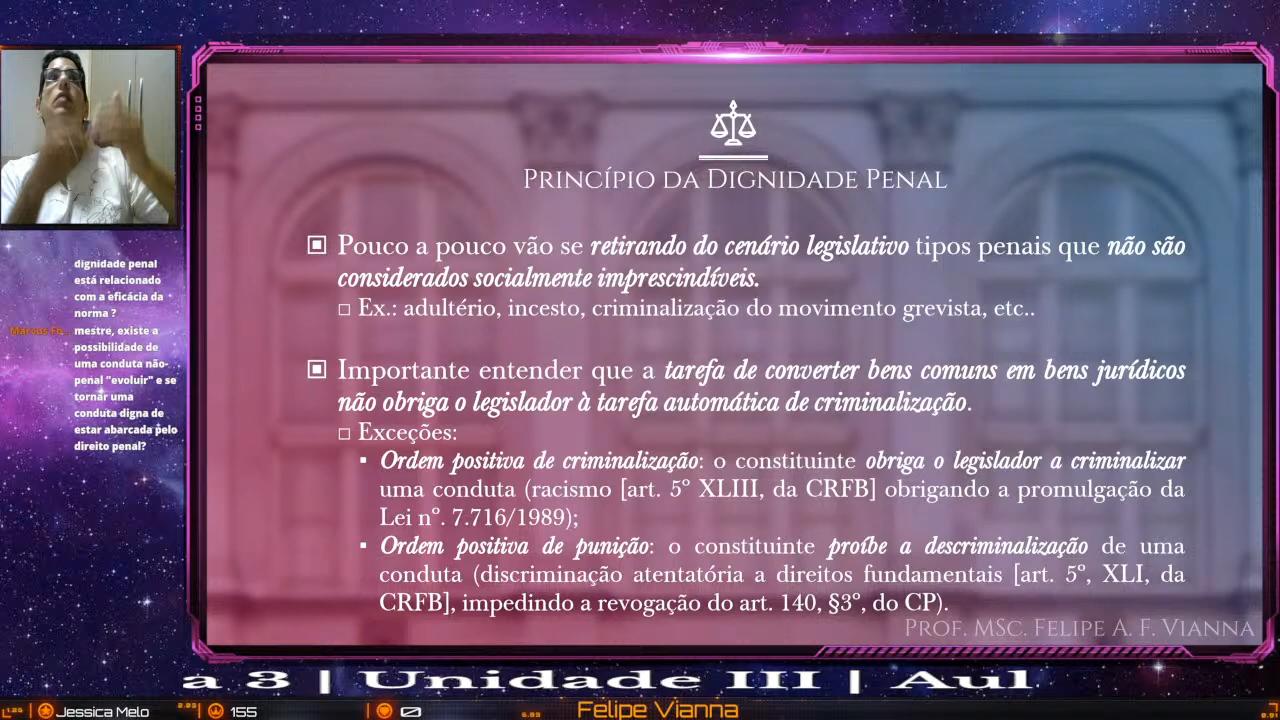 PRINCÍPIO DA DIGNIDADE PENAL
Pouco a pouco vão se retirando do cenário legislativo tipos penais que não são
considerados socialmente imprescindíveis.
Ex.: adultério, incesto, criminalização do movimento grevista, etc..
Importante entender que a tarefa de converter bens comuns em bens jurídicos
não obriga o legislador à tarefa automática de criminalização.
Exceções:
Ordem positiva de criminalização: o constituinte obriga o legislador a criminalizar
uma conduta (racismo [art. 5º XLIII, da CRFB] obrigando a promulgação da
Lei nº. 7.716/1989);
Ordem positiva de punição: o constituinte proíbe a descriminalização de uma
conduta (discriminação atentatória a direitos fundamentais [art. 5º, XLI, da
CRFB], impedindo a revogação do art. 140, §3º, do CP).
PROF. MSC. FELIPE A. F. VIANNA
dignidade penal
está relacionado
com a eficácia da
norma ?
mestre, existe a
possibilidade de
uma conduta não-
penal "evoluir" e se
tornar uma
conduta digna de
estar abarcada pelo
direito penal?
a 3 | Unidade III | Aul
Jessica Melo
155
0
Felipe Vianna